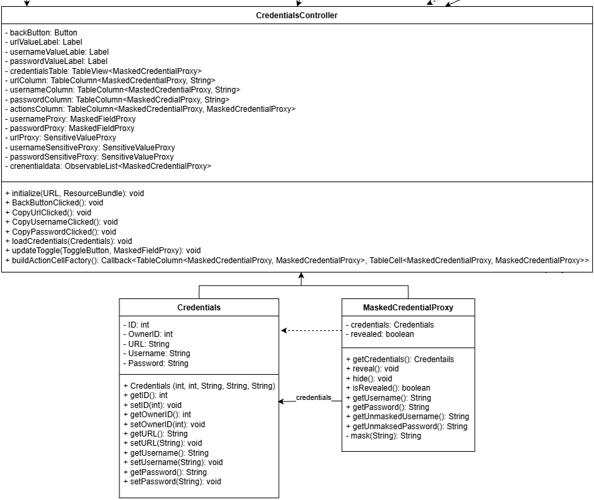 CredentialsController
- backButton: Button
- urlValueLabel: Label
- usernameValueLable: Label
- passwordValueLabel: Label
- credentialsTable: TableView<MaskedCredentialProxy>
- urlColumn: TableColumn<MaskedCredentialProxy, String>
- usernameColumn: TableColumn<MastedCredentialProxy, String>
- passwordColumn: TableColumn<MaskedCredialProxy, String>
- actionsColumn: TableColumn<MaskedCredentialProxy, MaskedCredentialProxy>
- usernameProxy: MaskedFieldProxy
- passwordProxy: MaskedFieldProxy
- urlProxy: SensitiveValueProxy
- usernameSensitiveProxy: SensitiveValueProxy
- passwordSensitiveProxy: SensitiveValueProxy
- crenentialdata: ObservableList<MaskedCredentialProxy>
+ initialize(URL, ResourceBundle): void
+ BackButtonClicked(): void
+ CopyUrlClicked(): void
+ CopyUsernameClicked(): void
+ CopyPasswordClicked(): void
+ loadCredentials(Credentials): void
+ updateToggle(ToggleButton, MaskedFieldProxy): void
+ buildActionCellFactory(): Callback<TableColumn<MaskedCredentialProxy, MaskedCredentialProxy>, TableCell<MaskedCredentialProxy, MaskedCredentialProxy>>
Credentials
- ID: int
- OwnerID: int
- URL: String
- Username: String
- Password; String
+ Credentials (int, int, String, String, String)
+ getID(): int
+ setID(int): void
+ getOwnerID(): int
+ setOwnerID(int): void
+ getURL(): String
+ setURL(String): void
+ getUsername(): String
+ setUsername(String): void
+ getPassword(): String
+ setPassword(String): void
MaskedCredentialProxy
- credentials: Credentials
- revealed: boolean
+ getCredentials(): Credentails
+ reveal(): void
+ hide(): void
+ isRevealed(): boolean
+ getUsername(): String
+ getPassword(): String
+ getUnmaskedUsername(): String
+ getUnmaksedPassword(): String
- mask(String): String
credentials